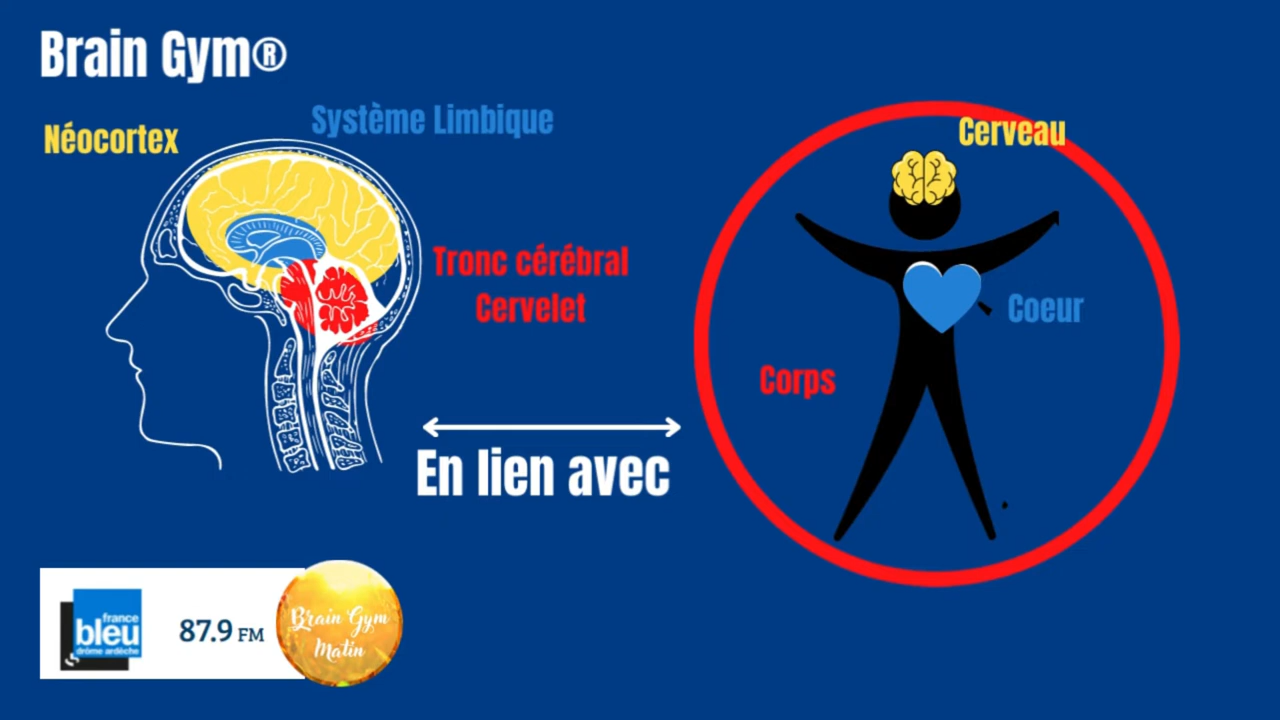 Brain Gym®
Système Limbique
Néocortex
Cerveau
Tronc cérébral
Cervelet
Coeur
Corps
En lien avec
france
bleu
drôme ardèche
87.9 FM
Brain Gym
Matin